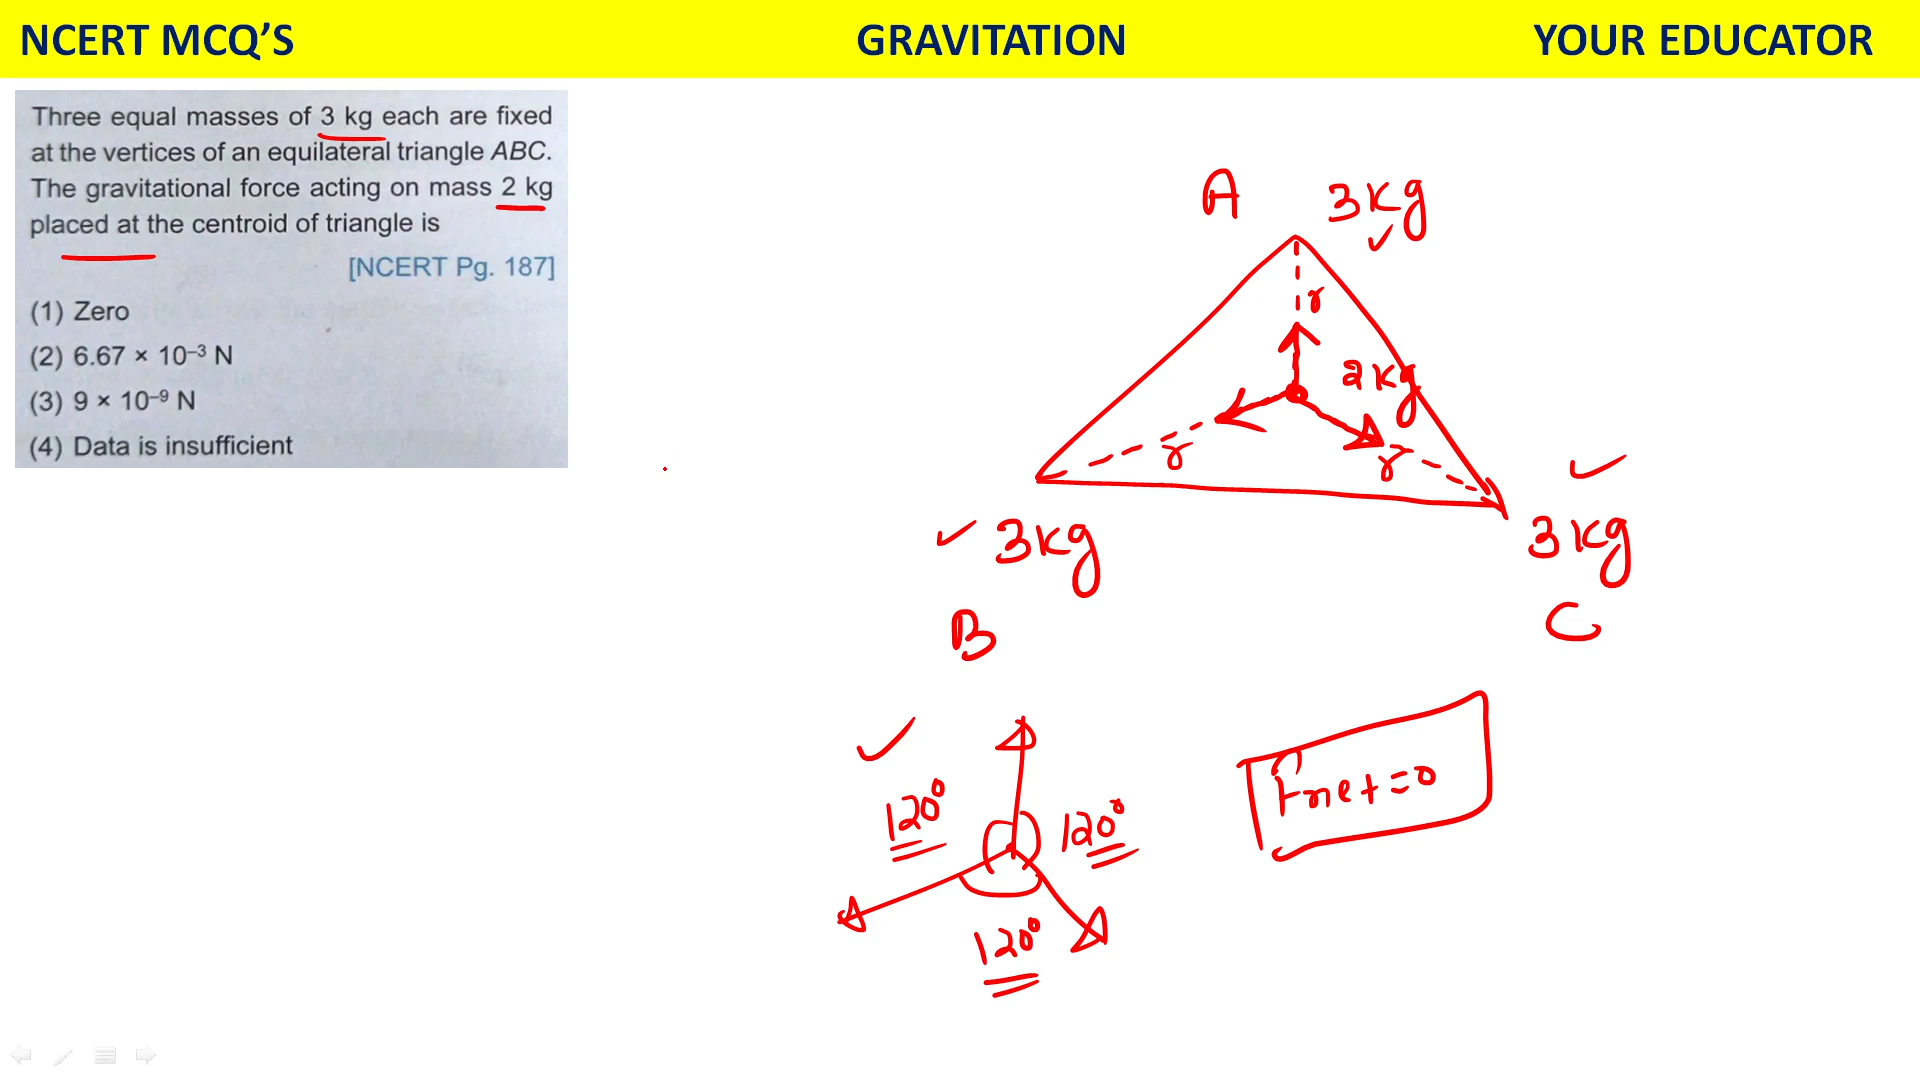 NCERT MCQ'S GRAVITATION YOUR EDUCATOR
Three equal masses of 3 kg each are fixed
at the vertices of an equilateral triangle ABC.
The gravitational force acting on mass 2 kg
placed at the centroid of triangle is
[NCERT Pg. 187]
(1) Zero
(2) 6.67 × 10⁻³ N
(3) 9 × 10⁻⁹ N
(4) Data is insufficient
A 3kg
r
2kg
r r
3kg 3kg
B C
120° 120°
120°
Fnet=0